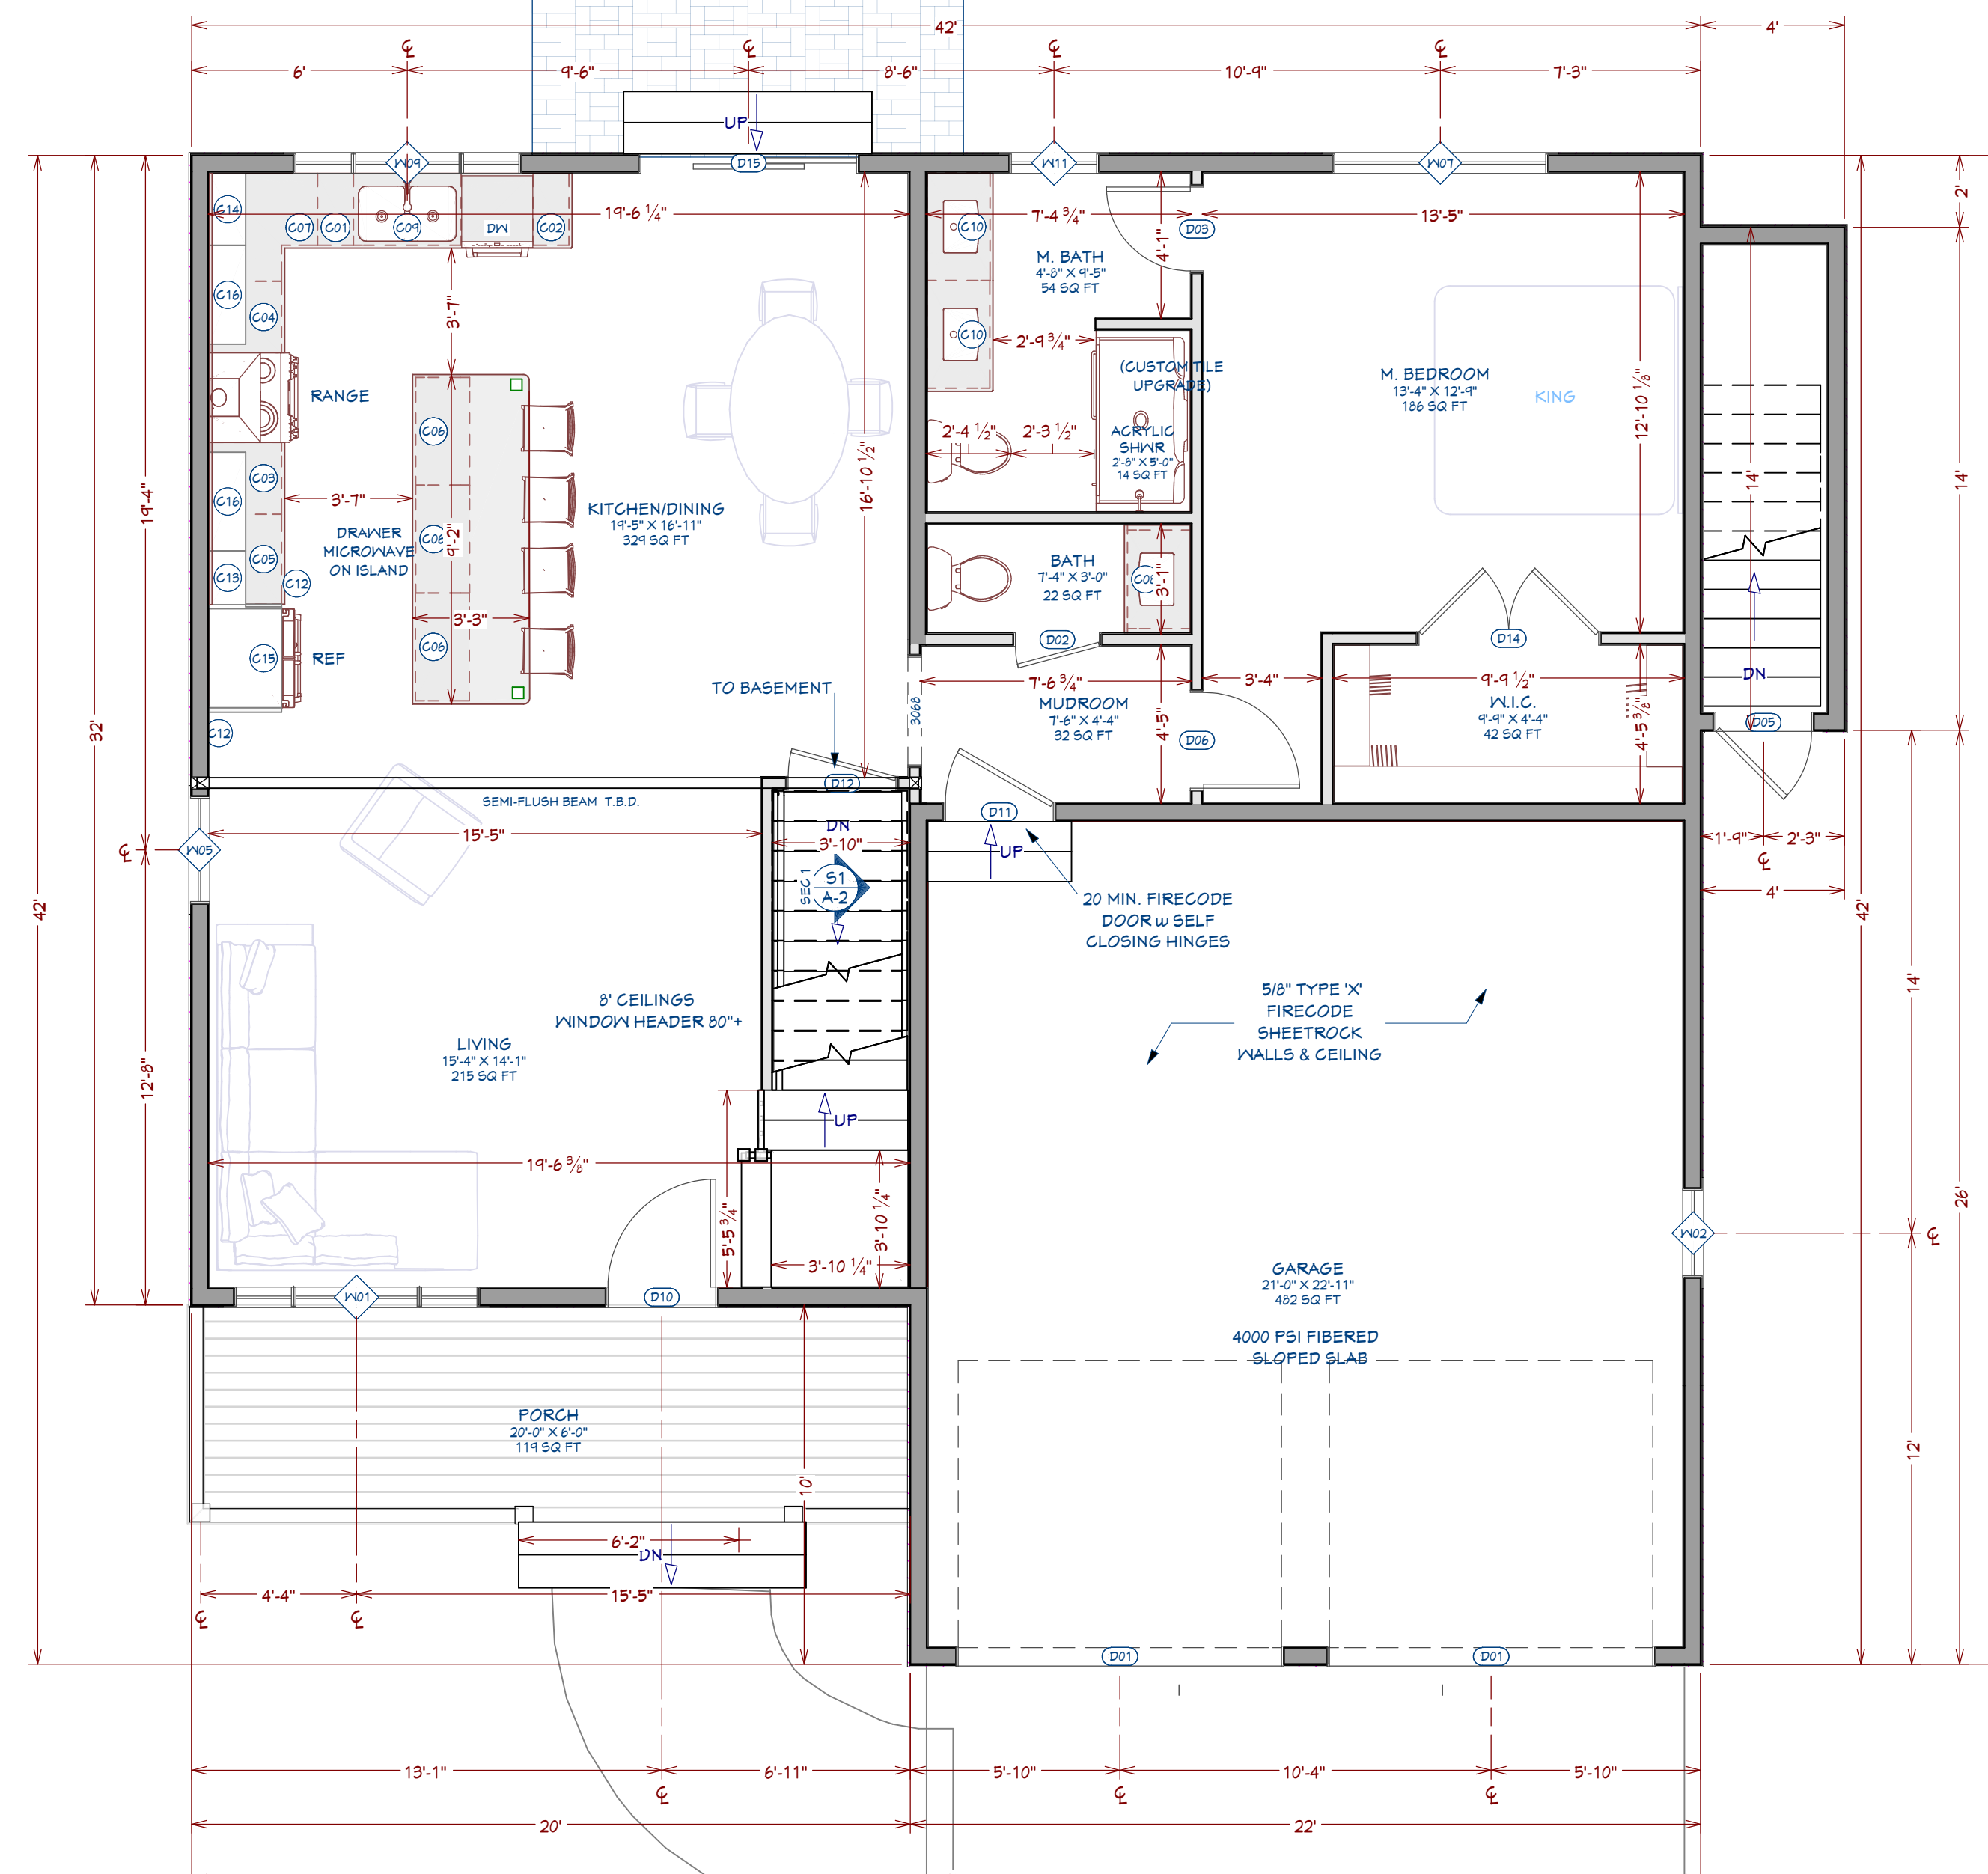 42'
4'
6'
9'-6"
8'-6"
10'-9"
7'-3"
UP
W09
D15
W11
W07
2'
C14
19'-6 1/4"
7'-4 3/4"
13'-5"
C07
C01
C09
DW
C02
C10
D03
4'-1"
M. BATH
4'-8" X 9'-5"
54 SQ FT
C16
C04
3'-7"
C10
2'-9 3/4"
(CUSTOM TILE
UPGRADE)
M. BEDROOM
13'-4" X 12'-9"
186 SQ FT
KING
12'-10 1/8"
RANGE
C06
2'-4 1/2"
2'-3 1/2"
ACRYLIC
SHWR
2'-8" X 5'-0"
14 SQ FT
16'-10 1/2"
14'
14'
19'-4"
C03
C16
3'-7"
KITCHEN/DINING
19'-5" X 16'-11"
329 SQ FT
DRAWER
MICROWAVE
ON ISLAND
C06
9'-2"
C05
C13
C12
BATH
7'-4" X 3'-0"
22 SQ FT
C08
3'-1"
3'-3"
D02
D14
C06
C15
REF
TO BASEMENT
7'-6 3/4"
3'-4"
9'-9 1/2"
DN
MUDROOM
7'-6" X 4'-4"
32 SQ FT
4'-5"
W.I.C.
9'-9" X 4'-4"
42 SQ FT
4'-5 3/8"
3068
D06
D05
C12
32'
D12
SEMI-FLUSH BEAM T.B.D.
D11
15'-5"
DN
3'-10"
UP
1'-9"
2'-3"
W05
SEC 1
S1
A-2
4'
20 MIN. FIRECODE
DOOR w SELF
CLOSING HINGES
42'
42'
14'
8' CEILINGS
WINDOW HEADER 80"+
5/8" TYPE 'X'
FIRECODE
SHEETROCK
WALLS & CEILING
LIVING
15'-4" X 14'-1"
215 SQ FT
12'-8"
UP
19'-6 3/8"
5'-5 3/4"
3'-10 1/4"
3'-10 1/4"
26'
W02
GARAGE
21'-0" X 22'-11"
482 SQ FT
W01
D10
4000 PSI FIBERED
SLOPED SLAB
PORCH
20'-0" X 6'-0"
119 SQ FT
12'
10'
6'-2"
DN
4'-4"
15'-5"
D01
D01
13'-1"
6'-11"
5'-10"
10'-4"
5'-10"
20'
22'